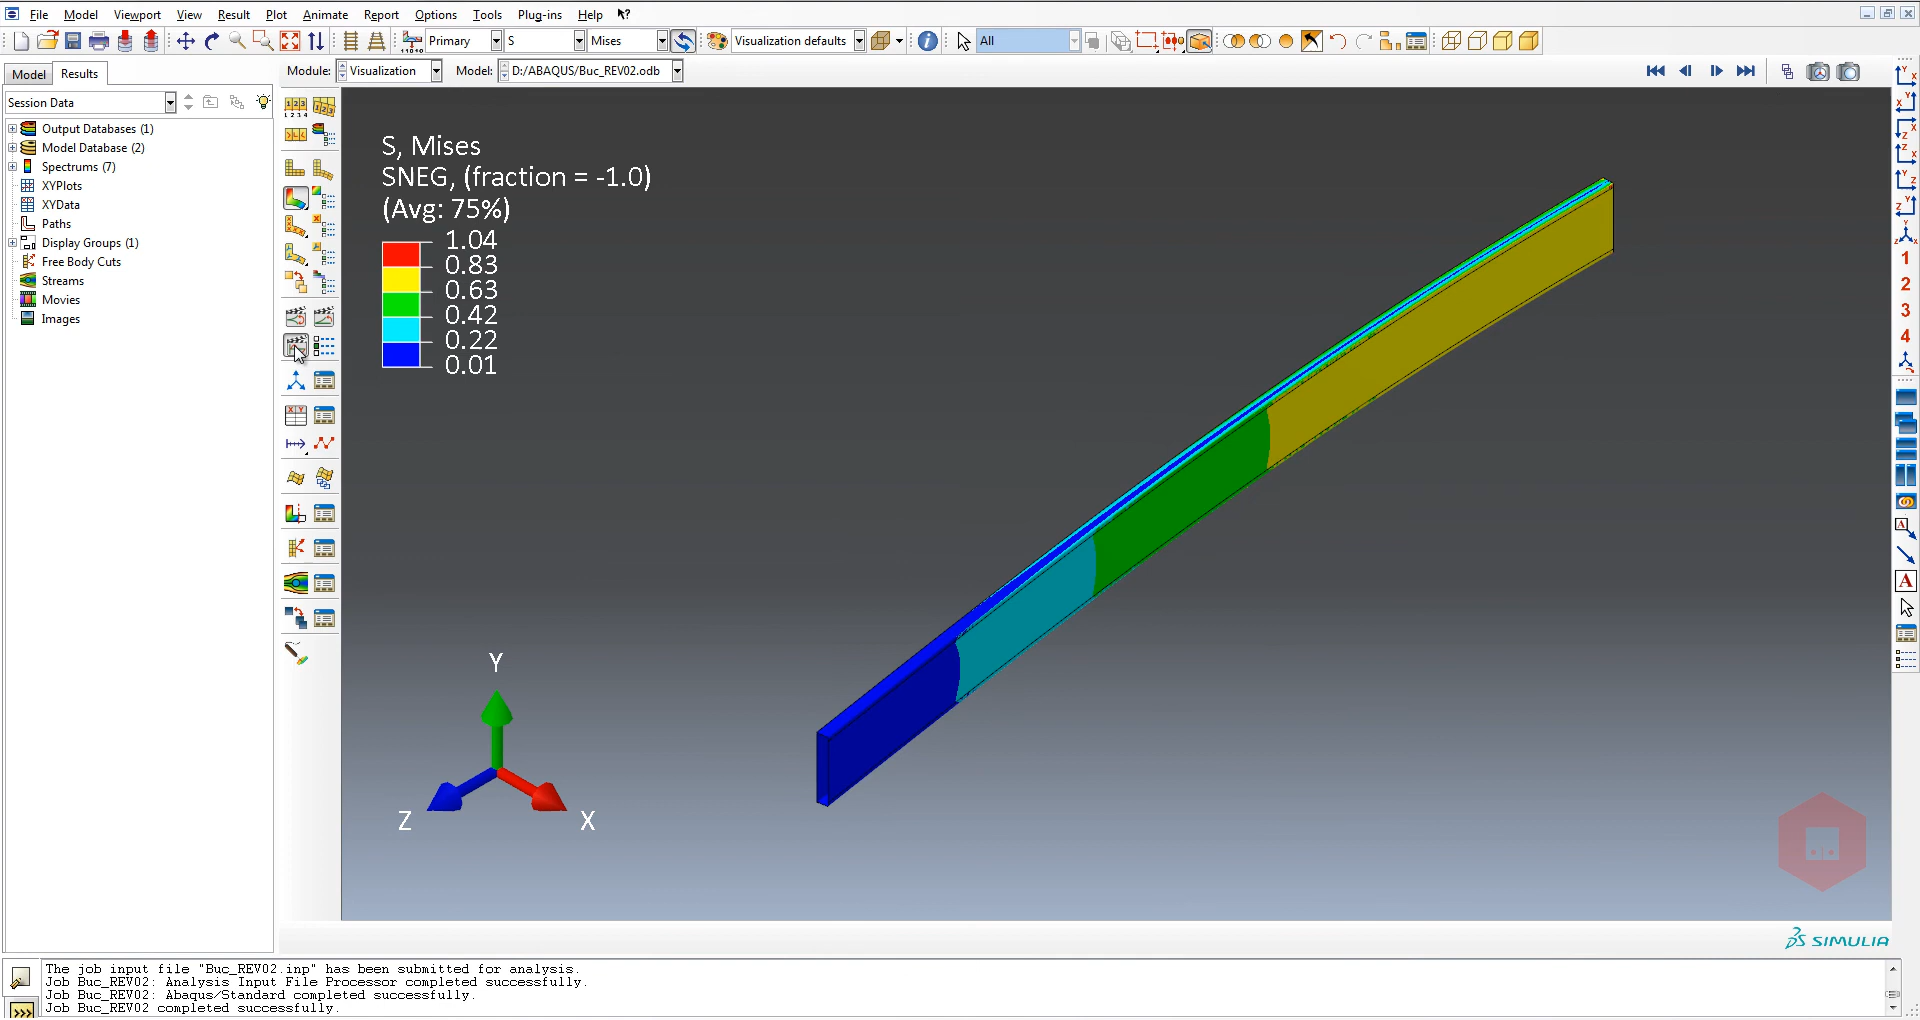 File Model Viewport View Result Plot Animate Report Options Tools Plug-ins Help
Primary S Mises Visualization defaults All
Model Results Module: Visualization Model: D:/ABAQUS/Buc_REV02.odb
Session Data
Output Databases (1)
Model Database (2)
Spectrums (7)
XYPlots
XYData
Paths
Display Groups (1)
Free Body Cuts
Streams
Movies
Images
S, Mises
SNEG, (fraction = -1.0)
(Avg: 75%)
1.04
0.83
0.63
0.42
0.22
0.01
Y
Z
X
1
2
3
4
A
SIMULIA
The job input file "Buc_REV02.inp" has been submitted for analysis.
Job Buc_REV02: Analysis Input File Processor completed successfully.
Job Buc_REV02: Abaqus/Standard completed successfully.
Job Buc_REV02 completed successfully.